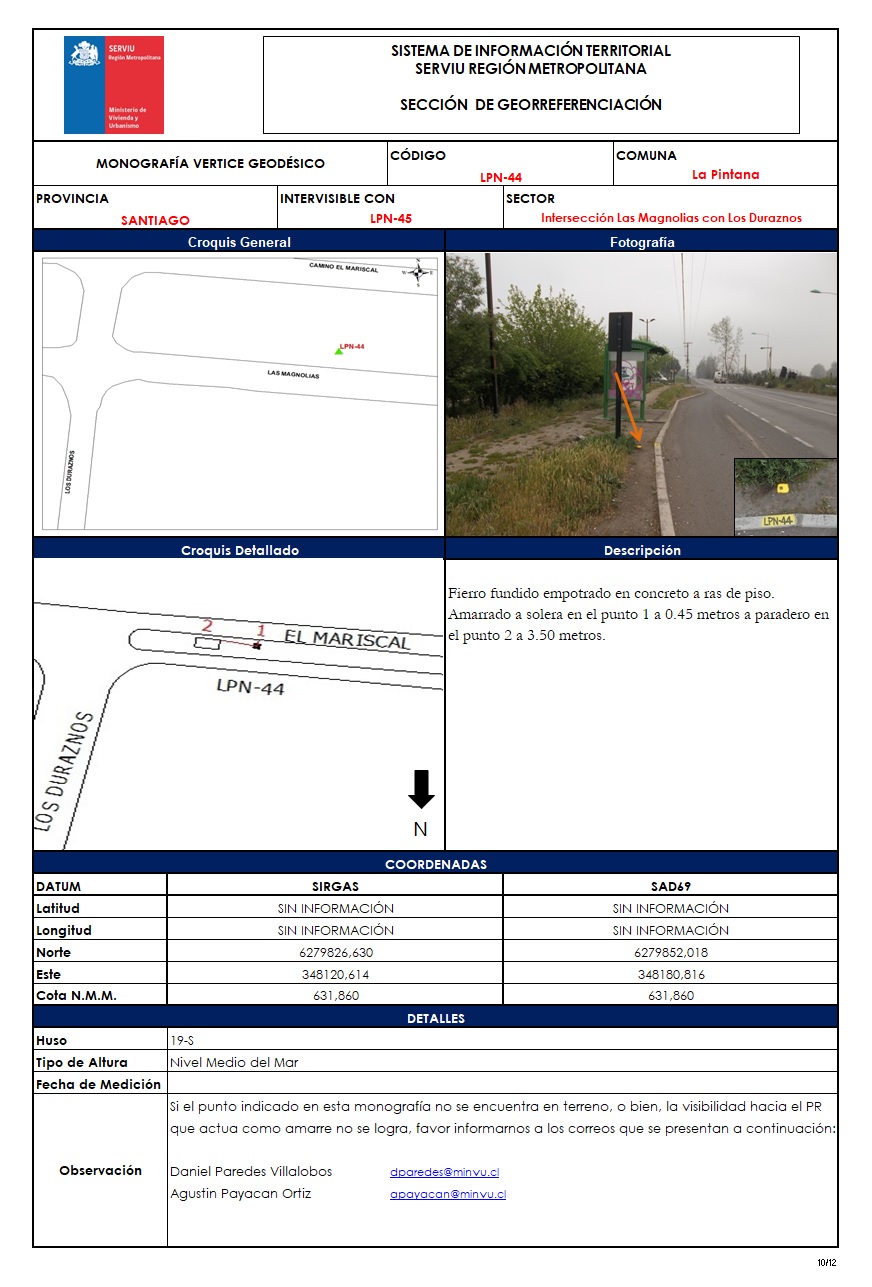 SERVIU
Región Metropolitana
Ministerio de
Vivienda y
Urbanismo
SISTEMA DE INFORMACIÓN TERRITORIAL
SERVIU REGIÓN METROPOLITANA
SECCIÓN DE GEORREFERENCIACIÓN
MONOGRAFÍA VERTICE GEODÉSICO
CÓDIGO
LPN-44
COMUNA
La Pintana
PROVINCIA
SANTIAGO
INTERVISIBLE CON
LPN-45
SECTOR
Intersección Las Magnolias con Los Duraznos
Croquis General
Fotografía
CAMINO EL MARISCAL
N
W E
S
LPN-44
LAS MAGNOLIAS
LOS DURAZNOS
LPN-44
Croquis Detallado
Descripción
2
1
EL MARISCAL
LPN-44
LOS DURAZNOS
N
Fierro fundido empotrado en concreto a ras de piso.
Amarrado a solera en el punto 1 a 0.45 metros a paradero en
el punto 2 a 3.50 metros.
COORDENADAS
DATUM SIRGAS SAD69
Latitud SIN INFORMACIÓN SIN INFORMACIÓN
Longitud SIN INFORMACIÓN SIN INFORMACIÓN
Norte 6279826,630 6279852,018
Este 348120,614 348180,816
Cota N.M.M. 631,860 631,860
DETALLES
Huso 19-S
Tipo de Altura Nivel Medio del Mar
Fecha de Medición
Observación
Si el punto indicado en esta monografía no se encuentra en terreno, o bien, la visibilidad hacia el PR
que actua como amarre no se logra, favor informarnos a los correos que se presentan a continuación:
Daniel Paredes Villalobos dparedes@minvu.cl
Agustin Payacan Ortiz apayacan@minvu.cl
10/12